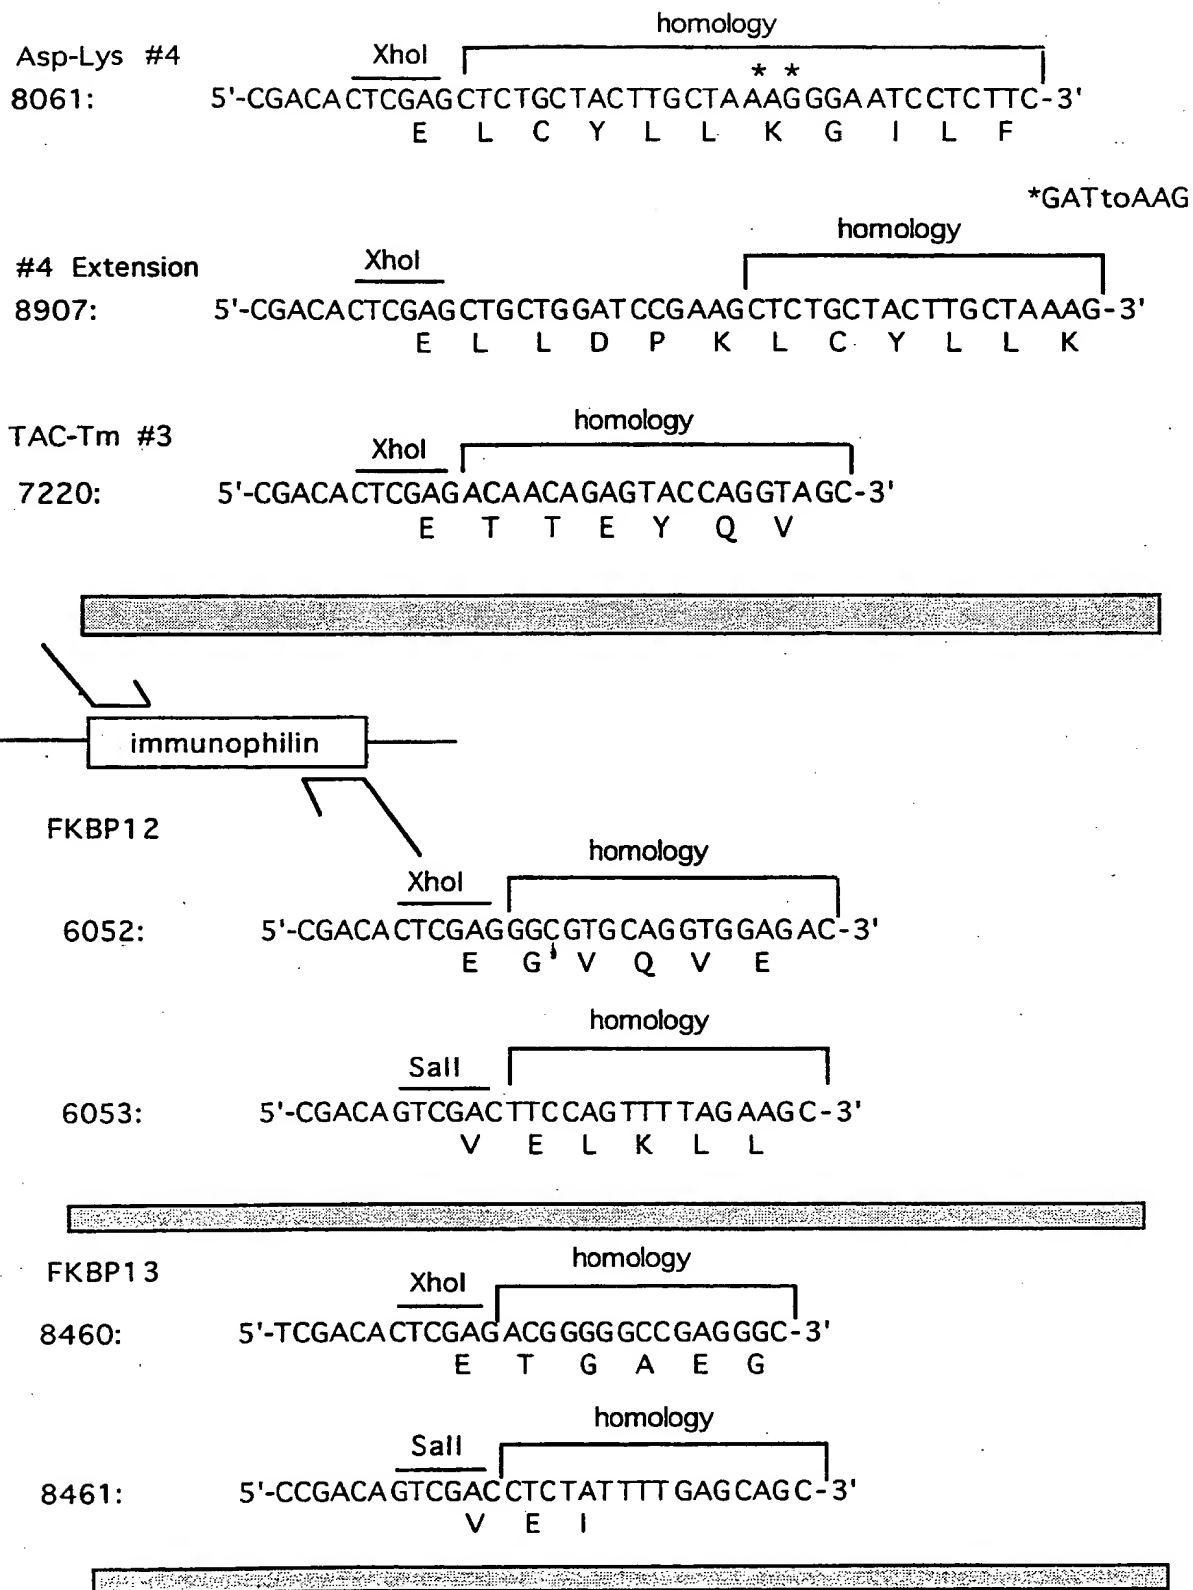 homology
Asp-Lys #4 XhoI * *
8061: 5'-CGACACTCGAGCTCTGCTACTTGCTAAAGGGAATCCTCTTC-3'
E L C Y L L K G I L F
*GATtoAAG
homology
#4 Extension XhoI
8907: 5'-CGACACTCGAGCTGCTGGATCCGAAGCTCTGCTACTTGCTAAAG-3'
E L L D P K L C Y L L K
homology
TAC-Tm #3 XhoI
7220: 5'-CGACACTCGAGACAACAGAGTACCAGGTAGC-3'
E T T E Y Q V
immunophilin
FKBP12
homology
XhoI
6052: 5'-CGACACTCGAGGGCGTGCAGGTGGAGAC-3'
E G V Q V E
homology
SalI
6053: 5'-CGACAGTCGACTTCCAGTTTTAGAAGC-3'
V E L K L L
homology
FKBP13 XhoI
8460: 5'-TCGACACTCGAGACGGGGGCCGAGGGC-3'
E T G A E G
homology
SalI
8461: 5'-CCGACAGTCGACCTCTATTTTGAGCAGC-3'
V E I